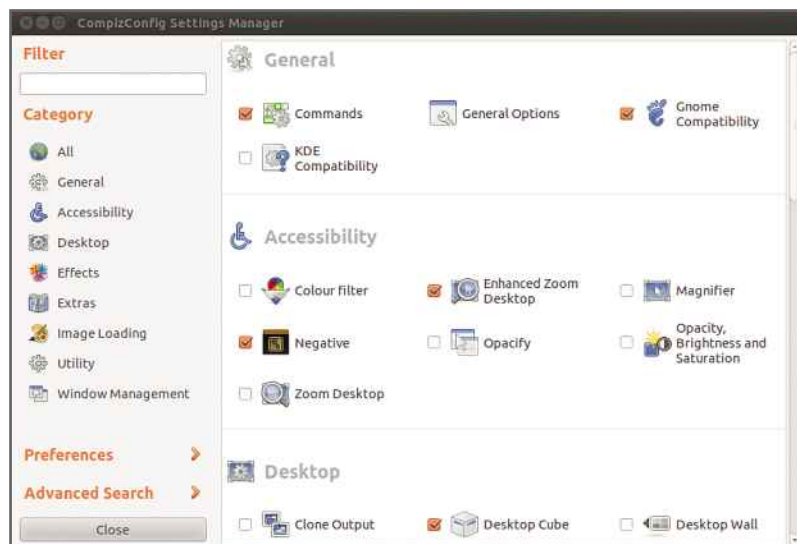 CompizConfig Settings Manager
Filter
Category
All
General
Accessibility
Desktop
Effects
Extras
Image Loading
Utility
Window Management
Preferences
Advanced Search
Close
General
Commands
General Options
Gnome
Compatibility
KDE
Compatibility
Accessibility
Colour filter
Enhanced Zoom
Desktop
Magnifier
Negative
Opacify
Opacity,
Brightness and
Saturation
Zoom Desktop
Desktop
Clone Output
Desktop Cube
Desktop Wall